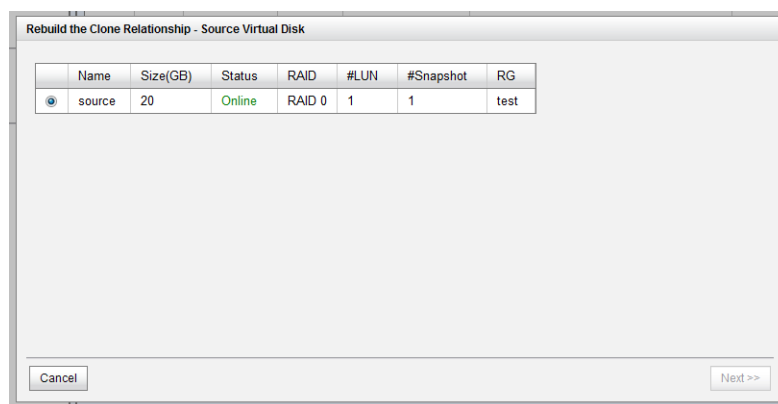 Rebuild the Clone Relationship - Source Virtual Disk
Name Size(GB) Status RAID #LUN #Snapshot RG
source 20 Online RAID 0 1 1 test
Cancel Next >>